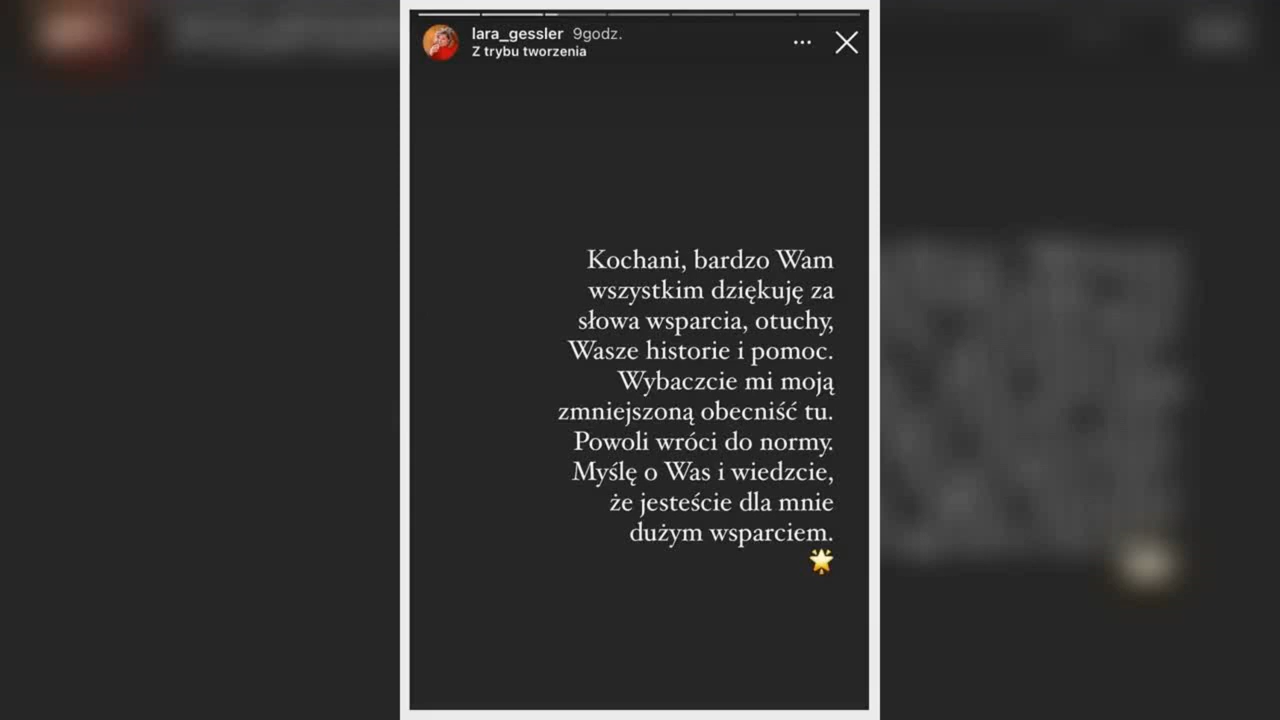 lara_gessler 9godz.
Z trybu tworzenia
Kochani, bardzo Wam
wszystkim dziękuję za
słowa wsparcia, otuchy,
Wasze historie i pomoc.
Wybaczcie mi moją
zmniejszoną obecniść tu.
Powoli wróci do normy.
Myślę o Was i wiedzcie,
że jesteście dla mnie
dużym wsparciem.
🌟